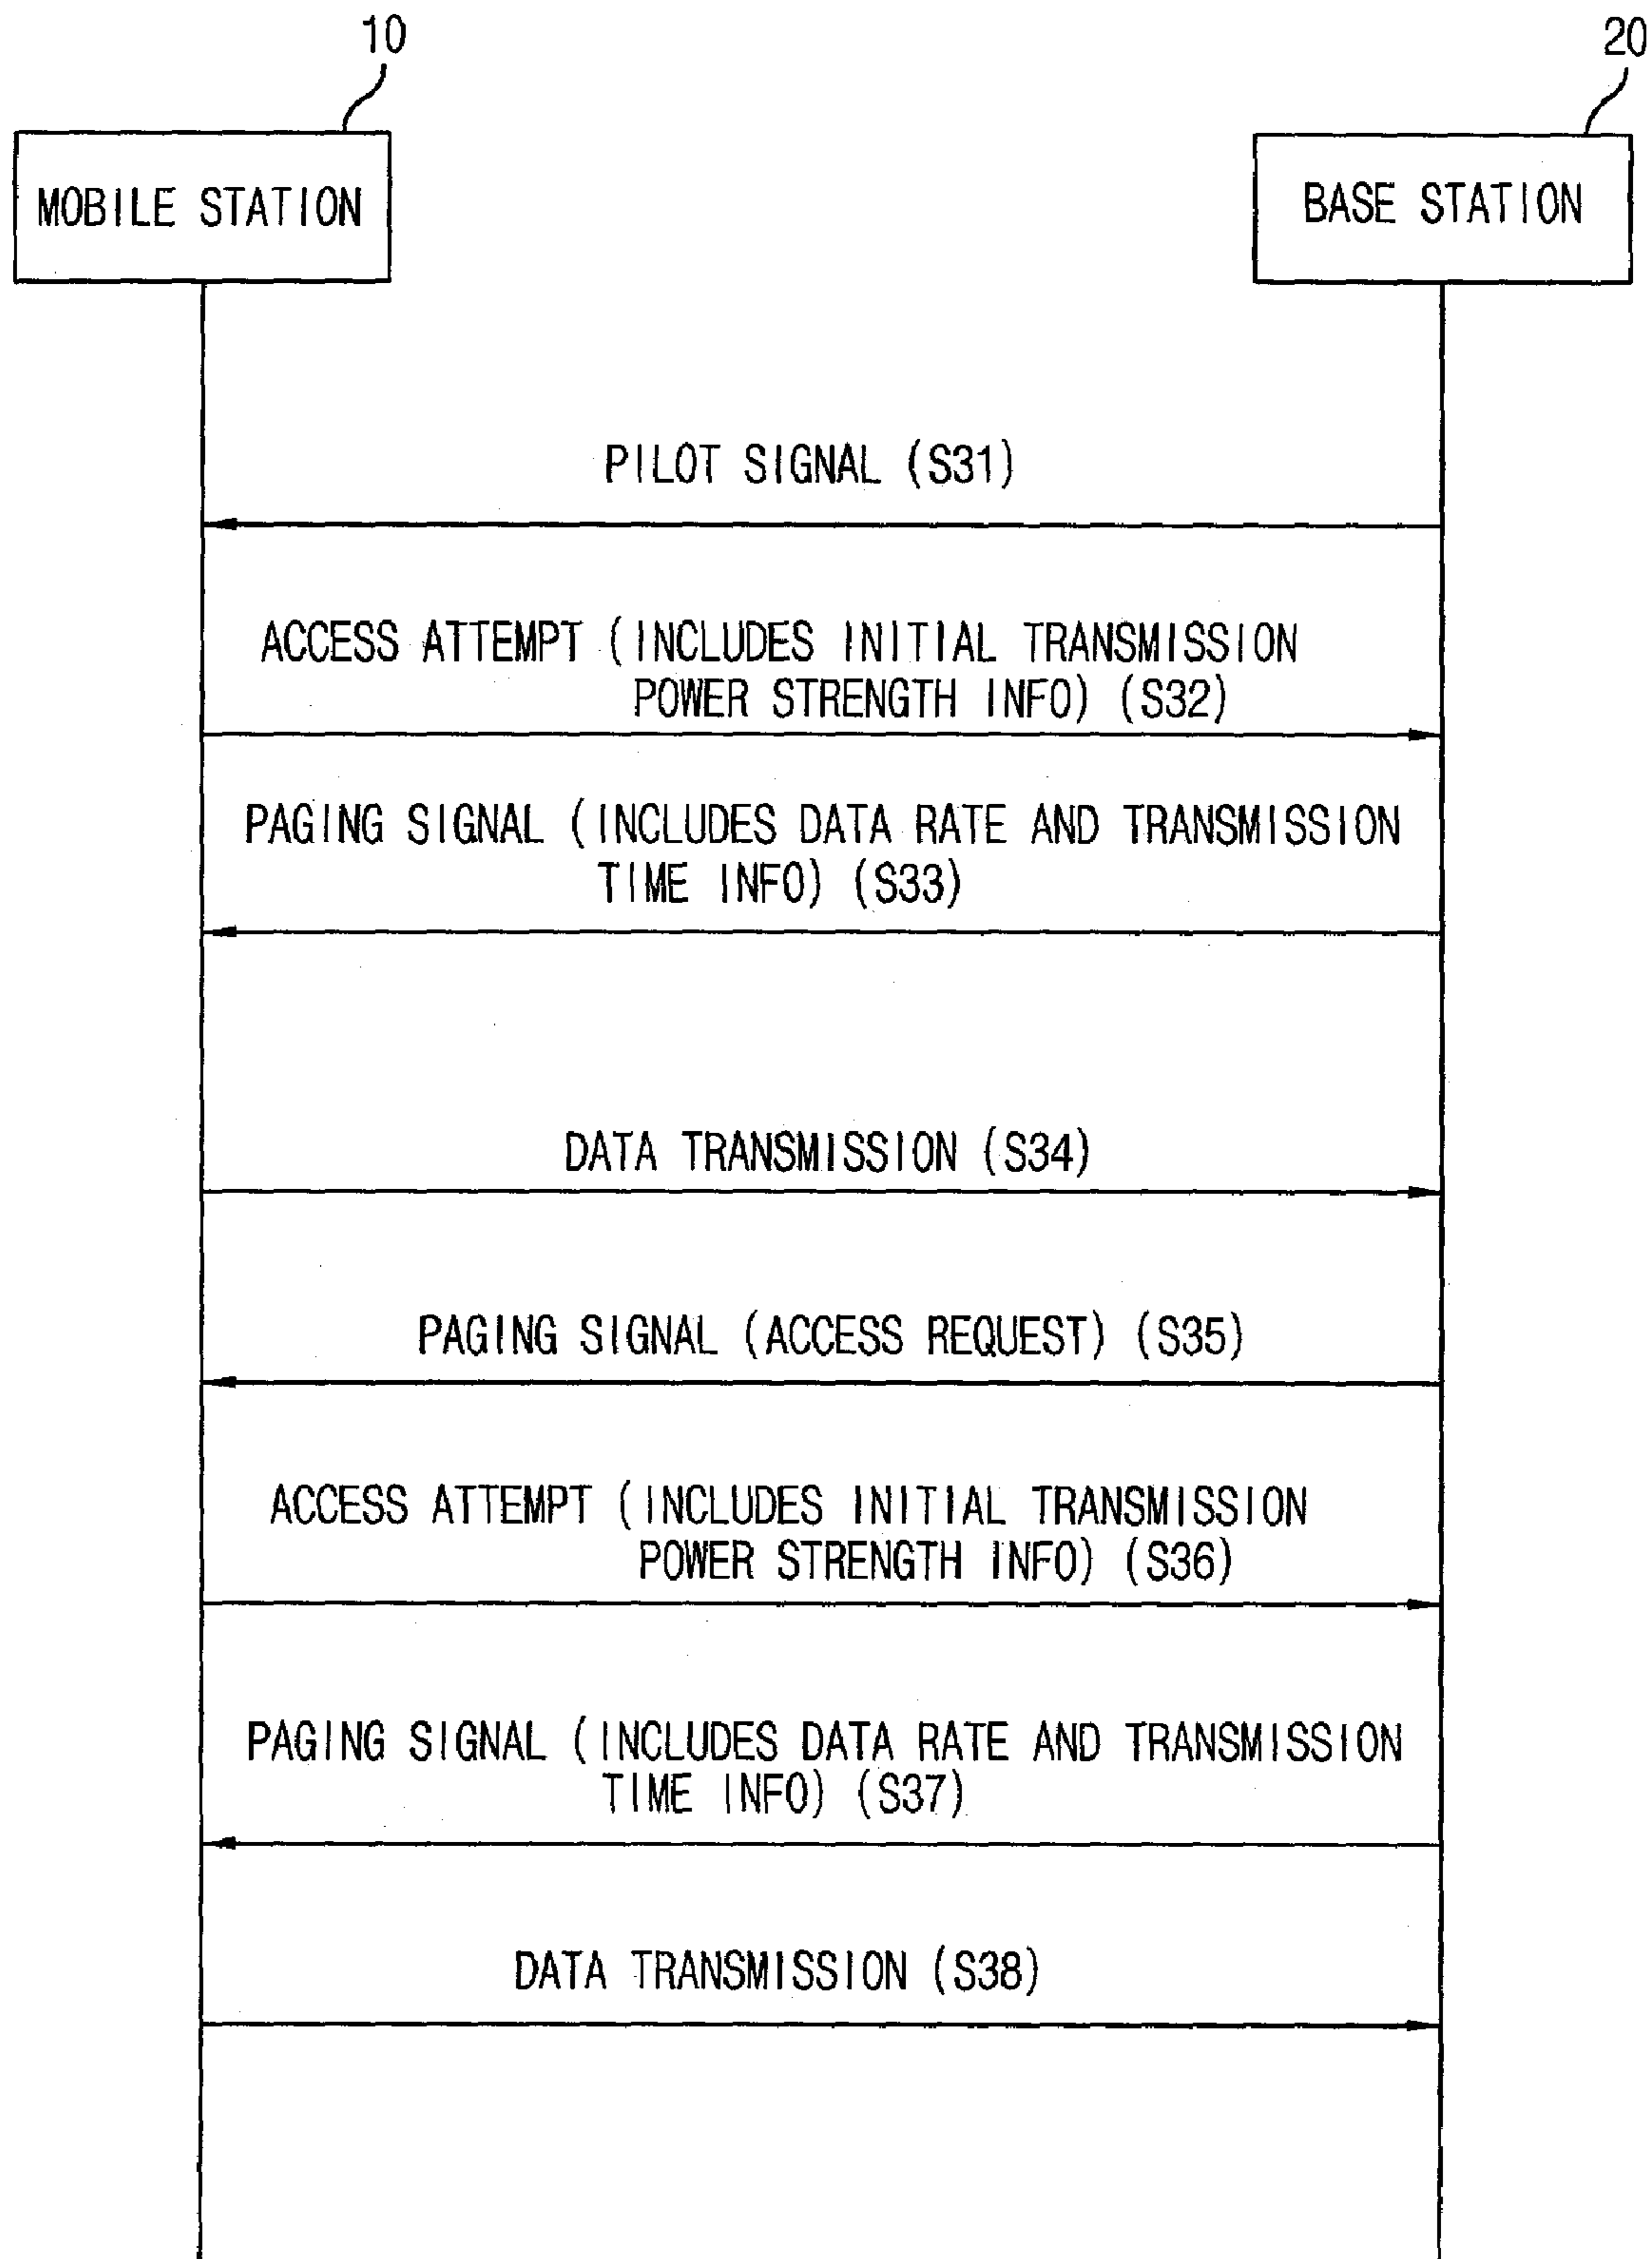 10
20
MOBILE STATION
BASE STATION
PILOT SIGNAL (S31)
ACCESS ATTEMPT (INCLUDES INITIAL TRANSMISSION
POWER STRENGTH INFO) (S32)
PAGING SIGNAL (INCLUDES DATA RATE AND TRANSMISSION
TIME INFO) (S33)
DATA TRANSMISSION (S34)
PAGING SIGNAL (ACCESS REQUEST) (S35)
ACCESS ATTEMPT (INCLUDES INITIAL TRANSMISSION
POWER STRENGTH INFO) (S36)
PAGING SIGNAL (INCLUDES DATA RATE AND TRANSMISSION
TIME INFO) (S37)
DATA TRANSMISSION (S38)